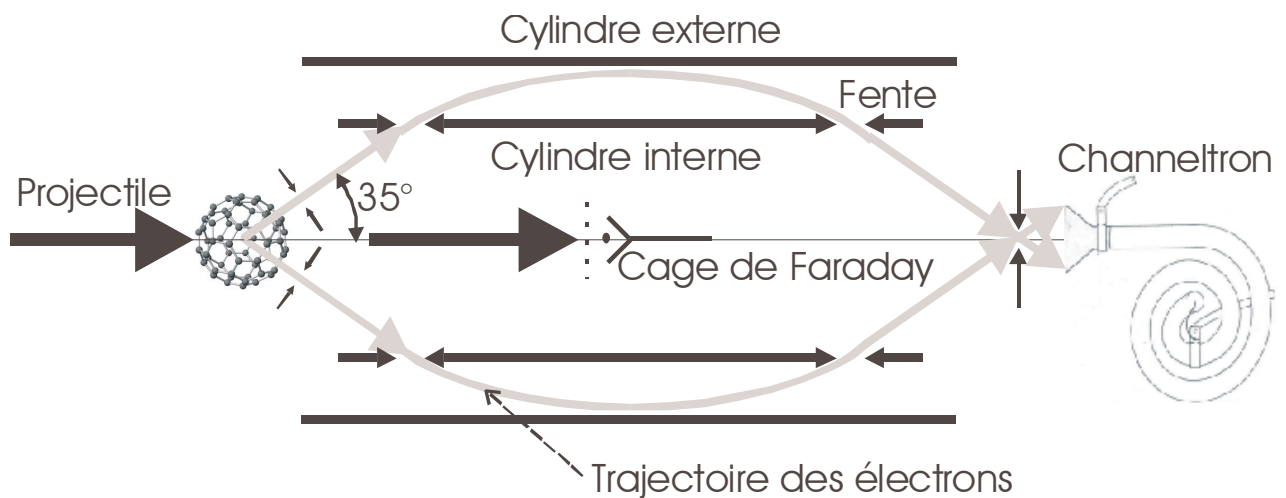 Cylindre externe
Fente
Cylindre interne
Channeltron
Projectile
35°
Cage de Faraday
Trajectoire des électrons